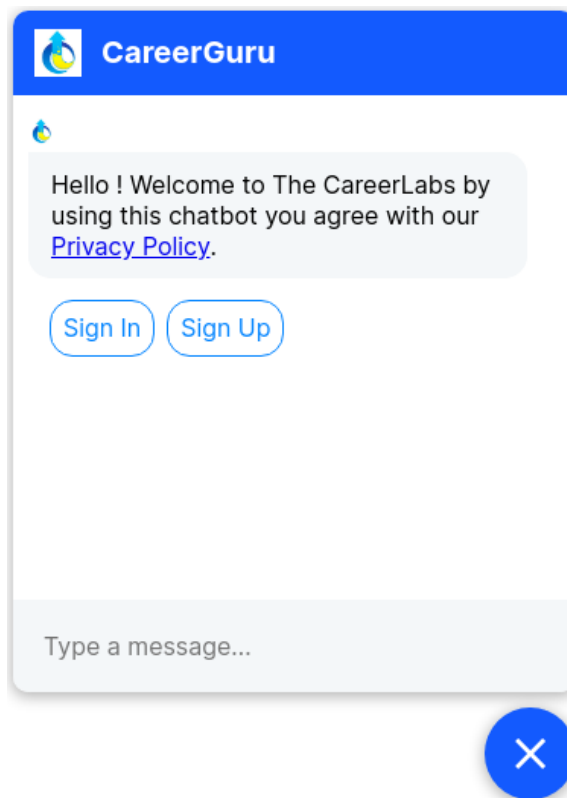 CareerGuru
Hello ! Welcome to The CareerLabs by
using this chatbot you agree with our
Privacy Policy.
Sign In Sign Up
Type a message...